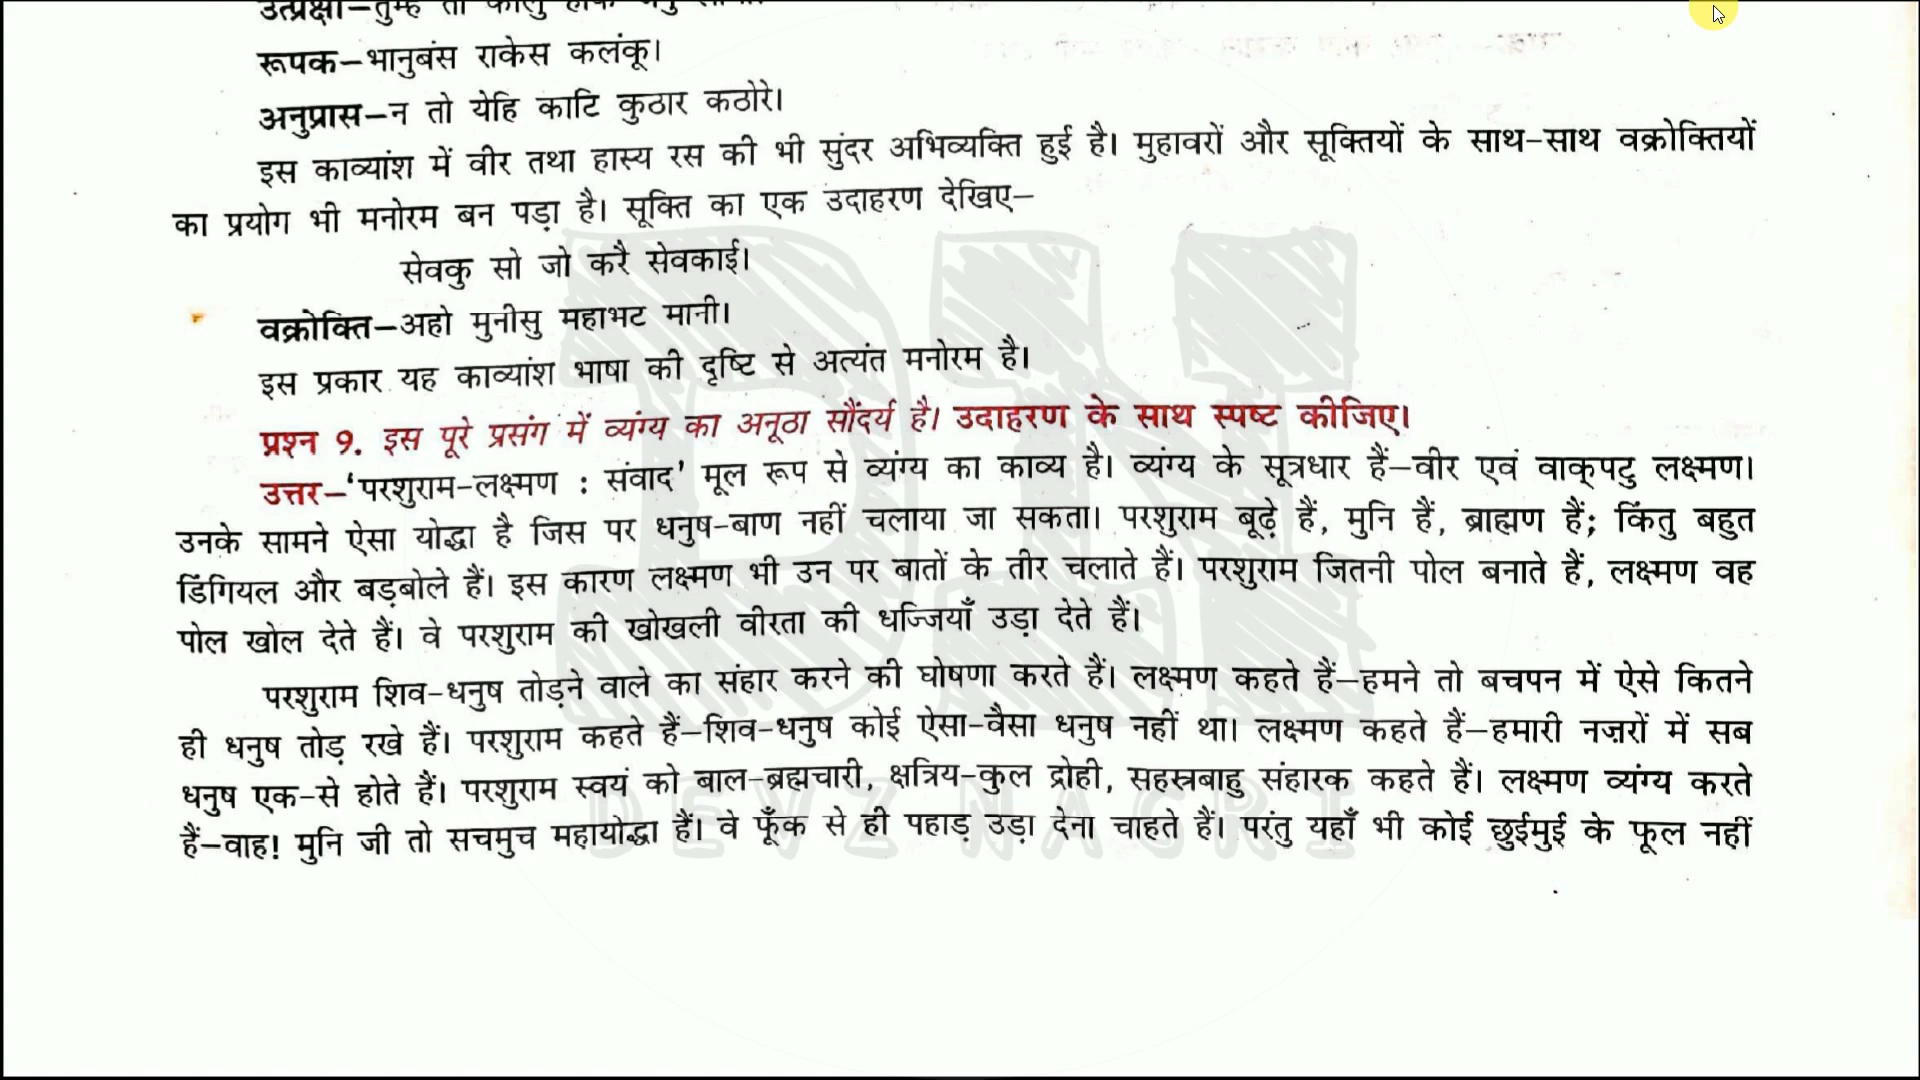 उत्प्रेक्षा–तुम्ह तौ कालु हाँक
रूपक–भानुबंस राकेस कलंकू।
अनुप्रास–न तो येहि काटि कुठार कठोरे।
इस काव्यांश में वीर तथा हास्य रस की भी सुंदर अभिव्यक्ति हुई है। मुहावरों और सूक्तियों के साथ-साथ वक्रोक्तियों
का प्रयोग भी मनोरम बन पड़ा है। सूक्ति का एक उदाहरण देखिए–
सेवकु सो जो करै सेवकाई।
वक्रोक्ति–अहो मुनीसु महाभट मानी।
इस प्रकार यह काव्यांश भाषा की दृष्टि से अत्यंत मनोरम है।
प्रश्न 9. इस पूरे प्रसंग में व्यंग्य का अनूठा सौंदर्य है। उदाहरण के साथ स्पष्ट कीजिए।
उत्तर–‘परशुराम-लक्ष्मण : संवाद’ मूल रूप से व्यंग्य का काव्य है। व्यंग्य के सूत्रधार हैं–वीर एवं वाक्‌पटु लक्ष्मण।
उनके सामने ऐसा योद्धा है जिस पर धनुष-बाण नहीं चलाया जा सकता। परशुराम बूढ़े हैं, मुनि हैं, ब्राह्मण हैं; किंतु बहुत
डिंगियल और बड़बोले हैं। इस कारण लक्ष्मण भी उन पर बातों के तीर चलाते हैं। परशुराम जितनी पोल बनाते हैं, लक्ष्मण वह
पोल खोल देते हैं। वे परशुराम की खोखली वीरता की धज्जियाँ उड़ा देते हैं।
परशुराम शिव-धनुष तोड़ने वाले का संहार करने की घोषणा करते हैं। लक्ष्मण कहते हैं–हमने तो बचपन में ऐसे कितने
ही धनुष तोड़ रखे हैं। परशुराम कहते हैं–शिव-धनुष कोई ऐसा-वैसा धनुष नहीं था। लक्ष्मण कहते हैं–हमारी नज़रों में सब
धनुष एक-से होते हैं। परशुराम स्वयं को बाल-ब्रह्मचारी, क्षत्रिय-कुल द्रोही, सहस्रबाहु संहारक कहते हैं। लक्ष्मण व्यंग्य करते
हैं–वाह! मुनि जी तो सचमुच महायोद्धा हैं। वे फूँक से ही पहाड़ उड़ा देना चाहते हैं। परंतु यहाँ भी कोई छुईमुई के फूल नहीं
DEVZ NAGRI